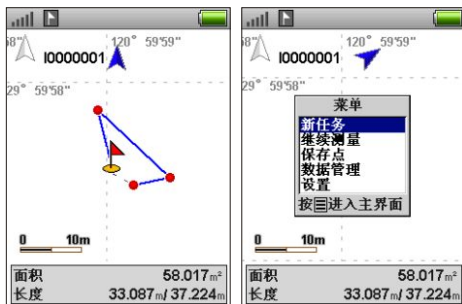 58"
120° 59'59"
I0000001
29° 59'58"
0 10m
面积 58.017m²
长度 33.087m/ 37.224m
58"
120° 59'59"
I0000001
29° 59'58"
菜单
新任务
继续测量
保存点
数据管理
设置
按进入主界面
0 10m
面积 58.017m²
长度 33.087m/ 37.224m